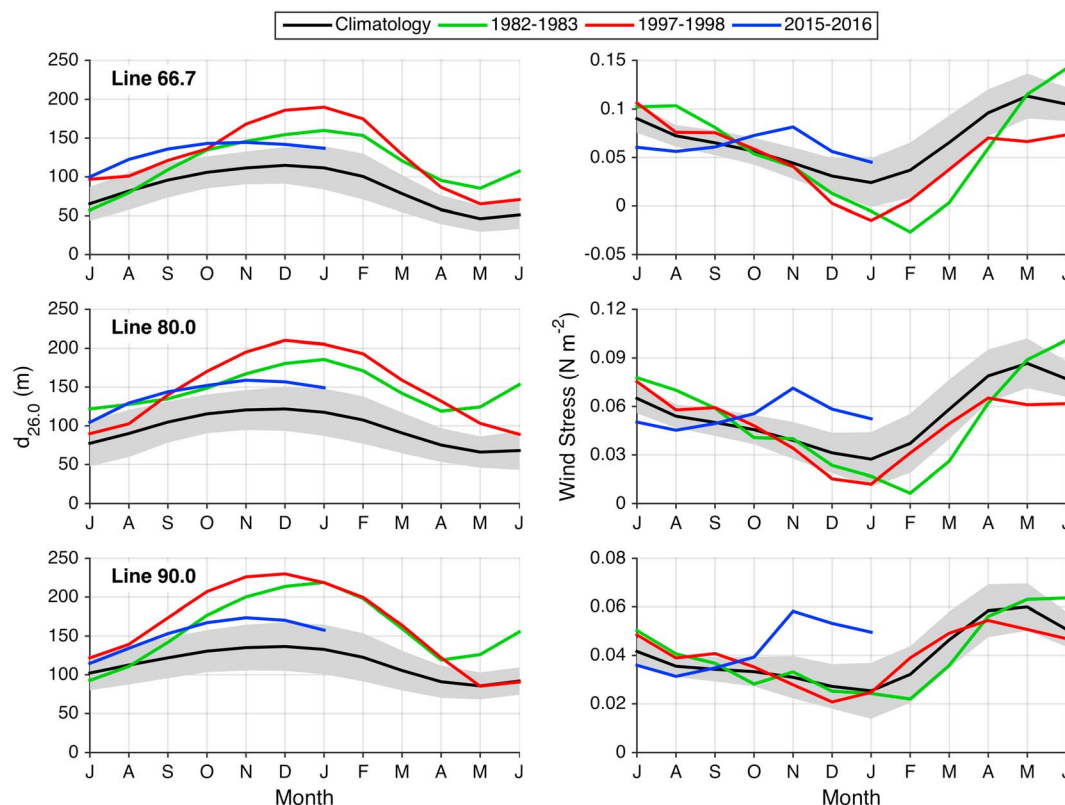 Climatology 1982-1983 1997-1998 2015-2016
Line 66.7
250
200
150
100
50
0
J A S O N D J F M A M J
0.15
0.1
0.05
0
-0.05
J A S O N D J F M A M J
Line 80.0
d26.0 (m)
250
200
150
100
50
0
J A S O N D J F M A M J
Wind Stress (N m-2)
0.12
0.09
0.06
0.03
0
J A S O N D J F M A M J
Line 90.0
250
200
150
100
50
0
J A S O N D J F M A M J
Month
0.08
0.06
0.04
0.02
0
J A S O N D J F M A M J
Month